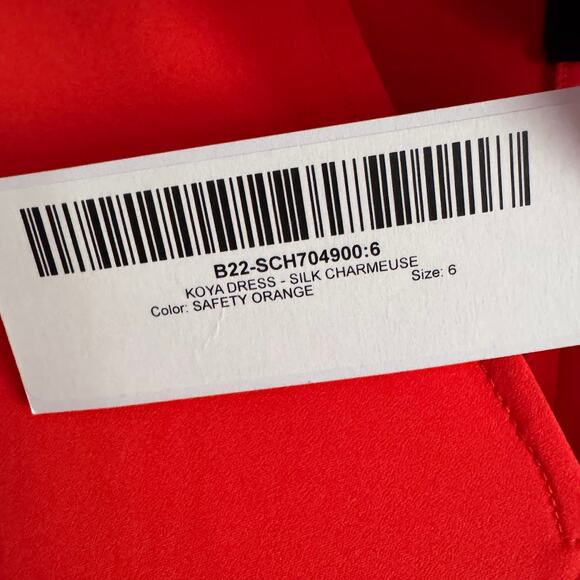 B22-SCH704900:6
KOYA DRESS - SILK CHARMEUSE
Color: SAFETY ORANGE Size: 6